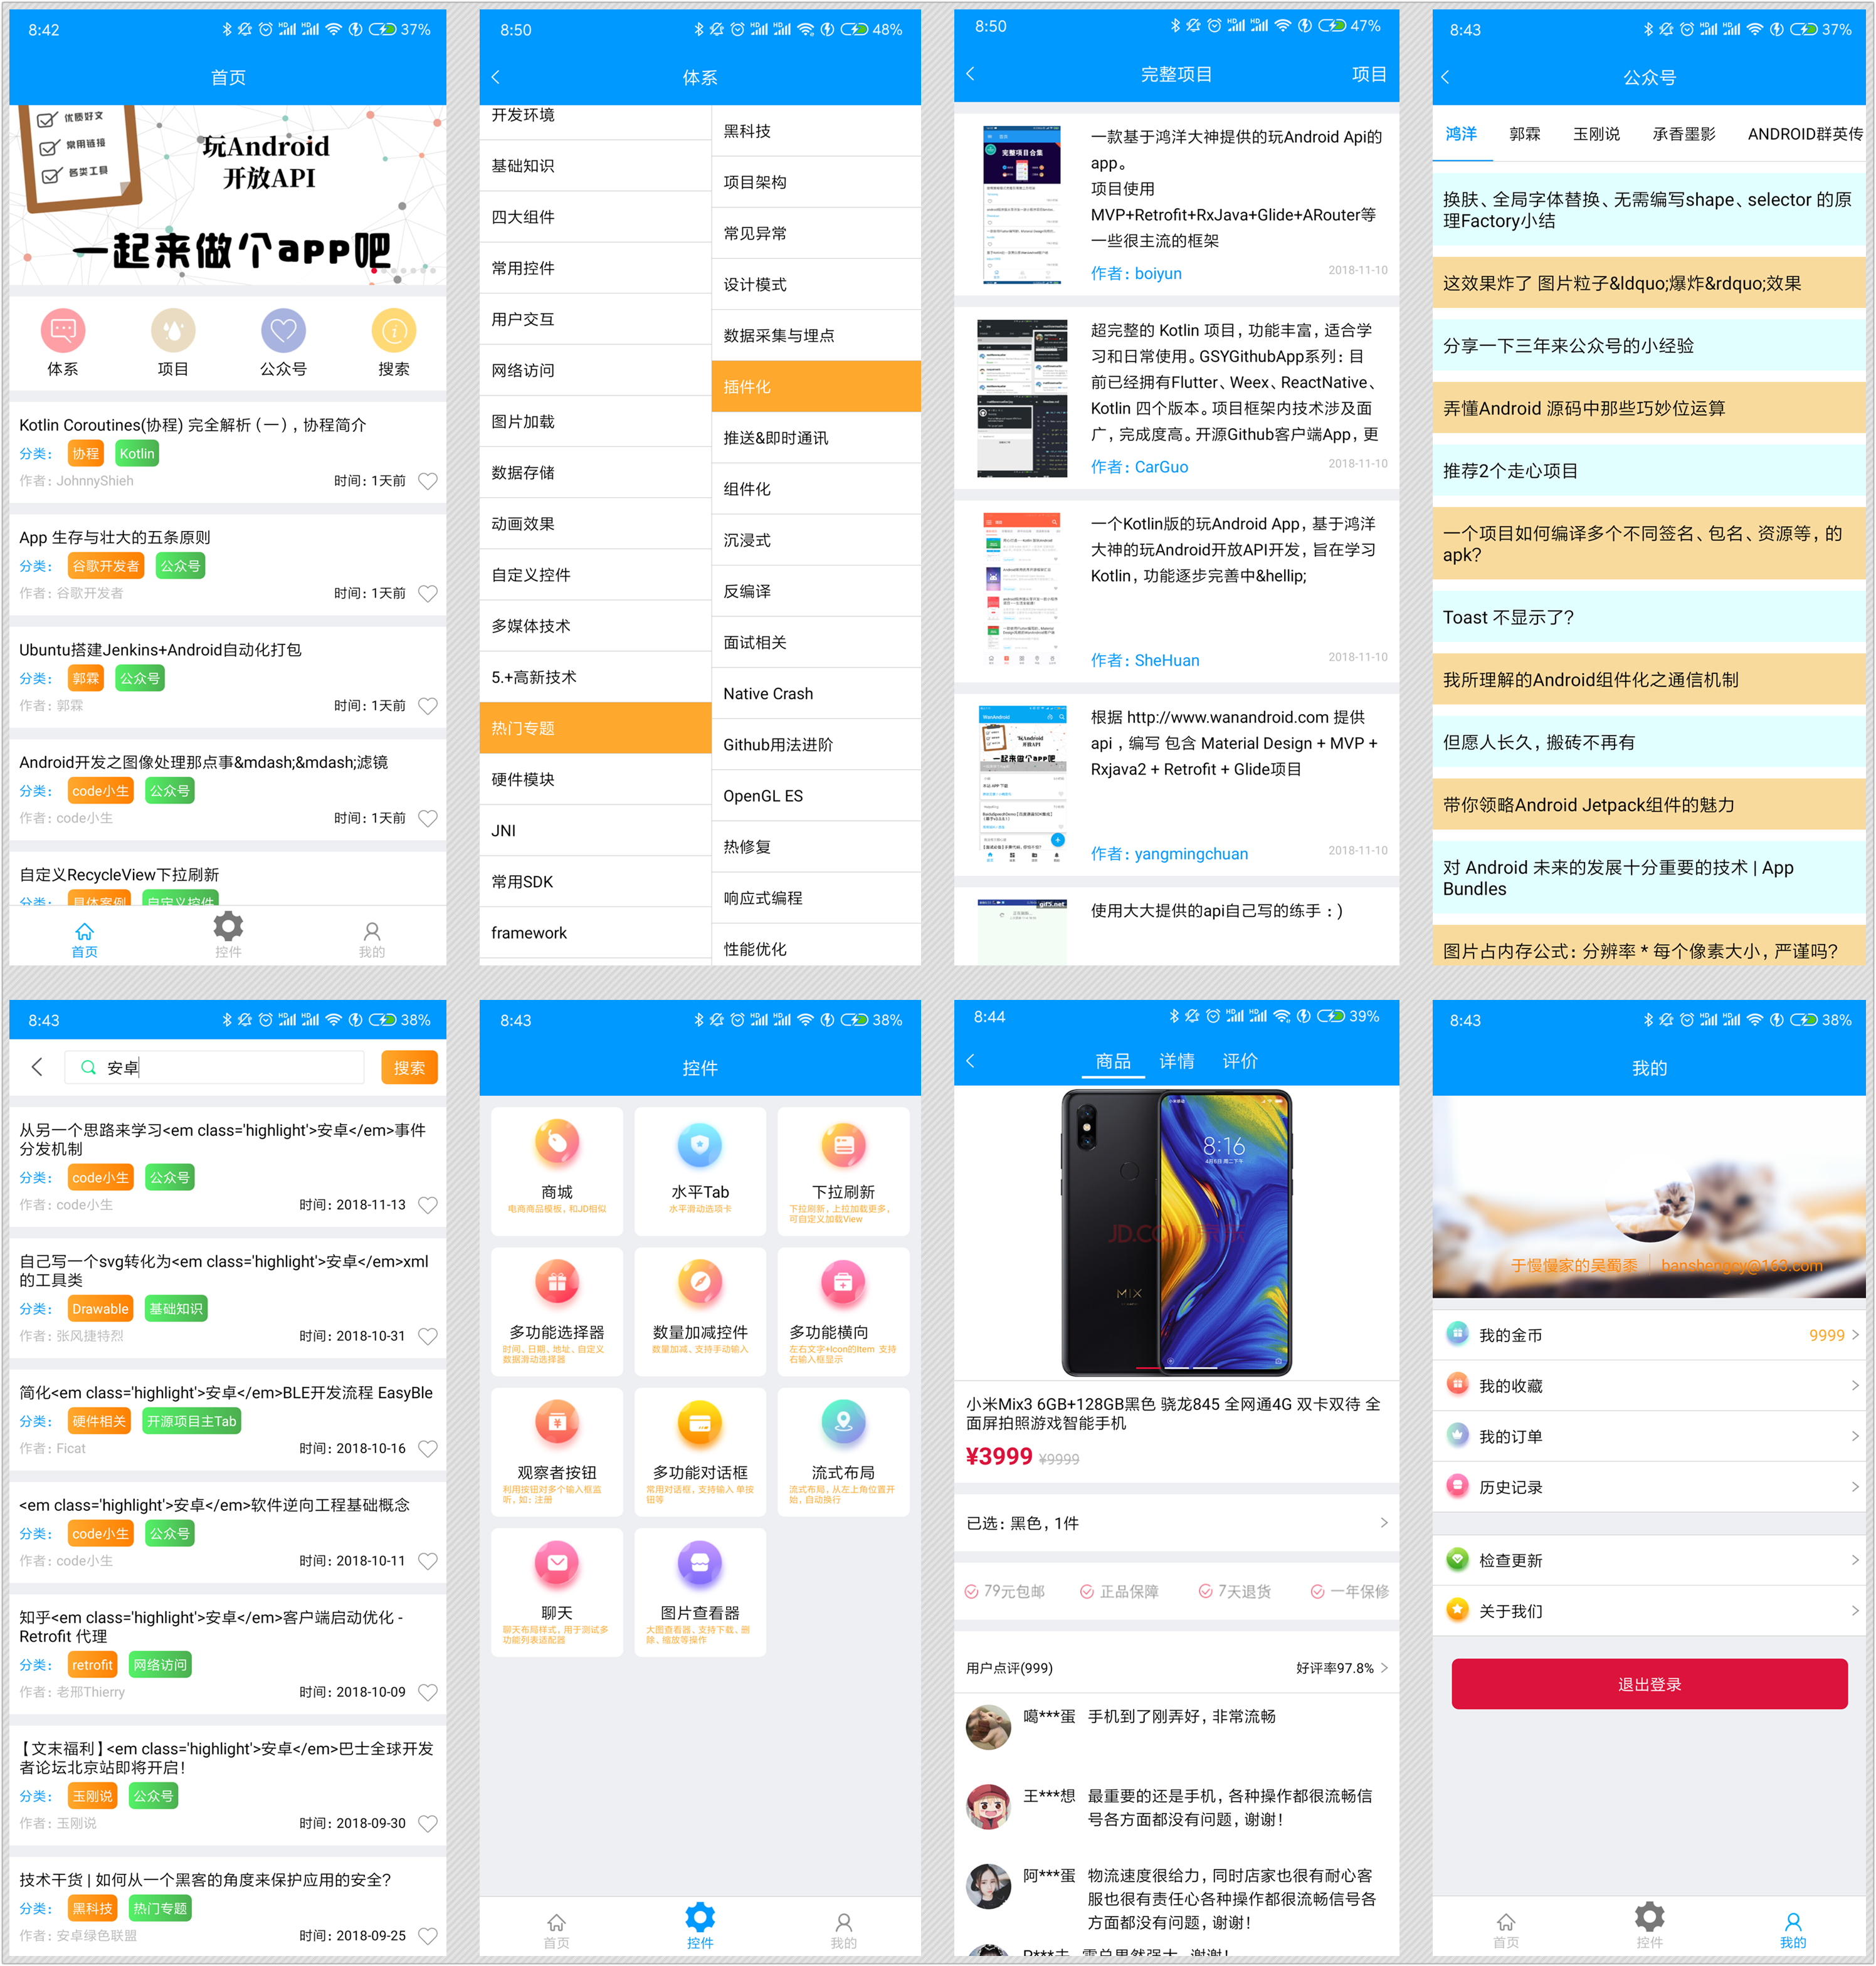 8:42
37%
首页
优质好文
常用链接
各类工具
玩Android
开放API
一起来做个app吧
体系
项目
公众号
搜索
Kotlin Coroutines(协程) 完全解析（一），协程简介
分类：
协程
Kotlin
作者：JohnnyShieh
时间：1天前
App 生存与壮大的五条原则
分类：
谷歌开发者
公众号
作者：谷歌开发者
时间：1天前
Ubuntu搭建Jenkins+Android自动化打包
分类：
郭霖
公众号
作者：郭霖
时间：1天前
Android开发之图像处理那点事&mdash;&mdash;滤镜
分类：
code小生
公众号
作者：code小生
时间：1天前
自定义RecycleView下拉刷新
分类：
具体案例
自定义控件
首页
控件
我的
8:50
48%
体系
开发环境
基础知识
四大组件
常用控件
用户交互
网络访问
图片加载
数据存储
动画效果
自定义控件
多媒体技术
5.+高新技术
热门专题
硬件模块
JNI
常用SDK
framework
黑科技
项目架构
常见异常
设计模式
数据采集与埋点
插件化
推送&即时通讯
组件化
沉浸式
反编译
面试相关
Native Crash
Github用法进阶
OpenGL ES
热修复
响应式编程
性能优化
8:50
47%
完整项目
项目
完整项目合集
一款基于鸿洋大神提供的玩Android Api的
app。
项目使用
MVP+Retrofit+RxJava+Glide+ARouter等
一些很主流的框架
作者：boiyun
2018-11-10
超完整的 Kotlin 项目，功能丰富，适合学
习和日常使用。GSYGithubApp系列：目
前已经拥有Flutter、Weex、ReactNative、
Kotlin 四个版本。项目框架内技术涉及面
广，完成度高。开源Github客户端App，更
作者：CarGuo
2018-11-10
一个Kotlin版的玩Android App，基于鸿洋
大神的玩Android开放API开发，旨在学习
Kotlin，功能逐步完善中&hellip;
作者：SheHuan
2018-11-10
WanAndroid
玩Android
开放API
一起来做个app吧
根据 http://www.wanandroid.com 提供
api ，编写 包含 Material Design + MVP +
Rxjava2 + Retrofit + Glide项目
作者：yangmingchuan
2018-11-10
gif5.net
使用大大提供的api自己写的练手 : )
8:43
37%
公众号
鸿洋
郭霖
玉刚说
承香墨影
ANDROID群英传
换肤、全局字体替换、无需编写shape、selector 的原
理Factory小结
这效果炸了 图片粒子&ldquo;爆炸&rdquo;效果
分享一下三年来公众号的小经验
弄懂Android 源码中那些巧妙位运算
推荐2个走心项目
一个项目如何编译多个不同签名、包名、资源等，的
apk？
Toast 不显示了？
我所理解的Android组件化之通信机制
但愿人长久，搬砖不再有
带你领略Android Jetpack组件的魅力
对 Android 未来的发展十分重要的技术 | App
Bundles
图片占内存公式：分辨率 * 每个像素大小，严谨吗？
8:43
38%
安卓
搜索
从另一个思路来学习<em class='highlight'>安卓</em>事件
分发机制
分类：
code小生
公众号
作者：code小生
时间：2018-11-13
自己写一个svg转化为<em class='highlight'>安卓</em>xml
的工具类
分类：
Drawable
基础知识
作者：张风捷特烈
时间：2018-10-31
简化<em class='highlight'>安卓</em>BLE开发流程 EasyBle
分类：
硬件相关
开源项目主Tab
作者：Ficat
时间：2018-10-16
<em class='highlight'>安卓</em>软件逆向工程基础概念
分类：
code小生
公众号
作者：code小生
时间：2018-10-11
知乎<em class='highlight'>安卓</em>客户端启动优化 -
Retrofit 代理
分类：
retrofit
网络访问
作者：老邢Thierry
时间：2018-10-09
【文末福利】<em class='highlight'>安卓</em>巴士全球开发
者论坛北京站即将开启！
分类：
玉刚说
公众号
作者：玉刚说
时间：2018-09-30
技术干货 | 如何从一个黑客的角度来保护应用的安全？
分类：
黑科技
热门专题
作者：安卓绿色联盟
时间：2018-09-25
8:43
38%
控件
商城
电商商品模板，和JD相似
水平Tab
水平滑动选项卡
下拉刷新
下拉刷新，上拉加载更多，
可自定义加载View
多功能选择器
时间、日期、地址、自定义
数据滑动选择器
数量加减控件
数量加减、支持手动输入
多功能横向
左右文字+Icon的Item 支持
右输入框显示
观察者按钮
利用按钮对多个输入框监
听，如：注册
多功能对话框
常用对话框，支持输入 单按
钮等
流式布局
流式布局，从左上角位置开
始，自动换行
聊天
聊天布局样式，用于测试多
功能列表适配器
图片查看器
大图查看器、支持下载、删
除、缩放等操作
首页
控件
我的
8:44
39%
商品
详情
评价
8:16
JD.COM 京东
MIX
小米Mix3 6GB+128GB黑色 骁龙845 全网通4G 双卡双待 全
面屏拍照游戏智能手机
¥3999
¥9999
已选：黑色，1件
79元包邮
正品保障
7天退货
一年保修
用户点评(999)
好评率97.8%
噶***蛋
手机到了刚弄好，非常流畅
王***想
最重要的还是手机，各种操作都很流畅信
号各方面都没有问题，谢谢！
阿***蛋
物流速度很给力，同时店家也很有耐心客
服也很有责任心各种操作都很流畅信号各
方面都没有问题，谢谢！
8:43
38%
我的
于慢慢家的吴蜀黍
hanshengcy@163.com
我的金币
9999
我的收藏
我的订单
历史记录
检查更新
关于我们
退出登录
首页
控件
我的